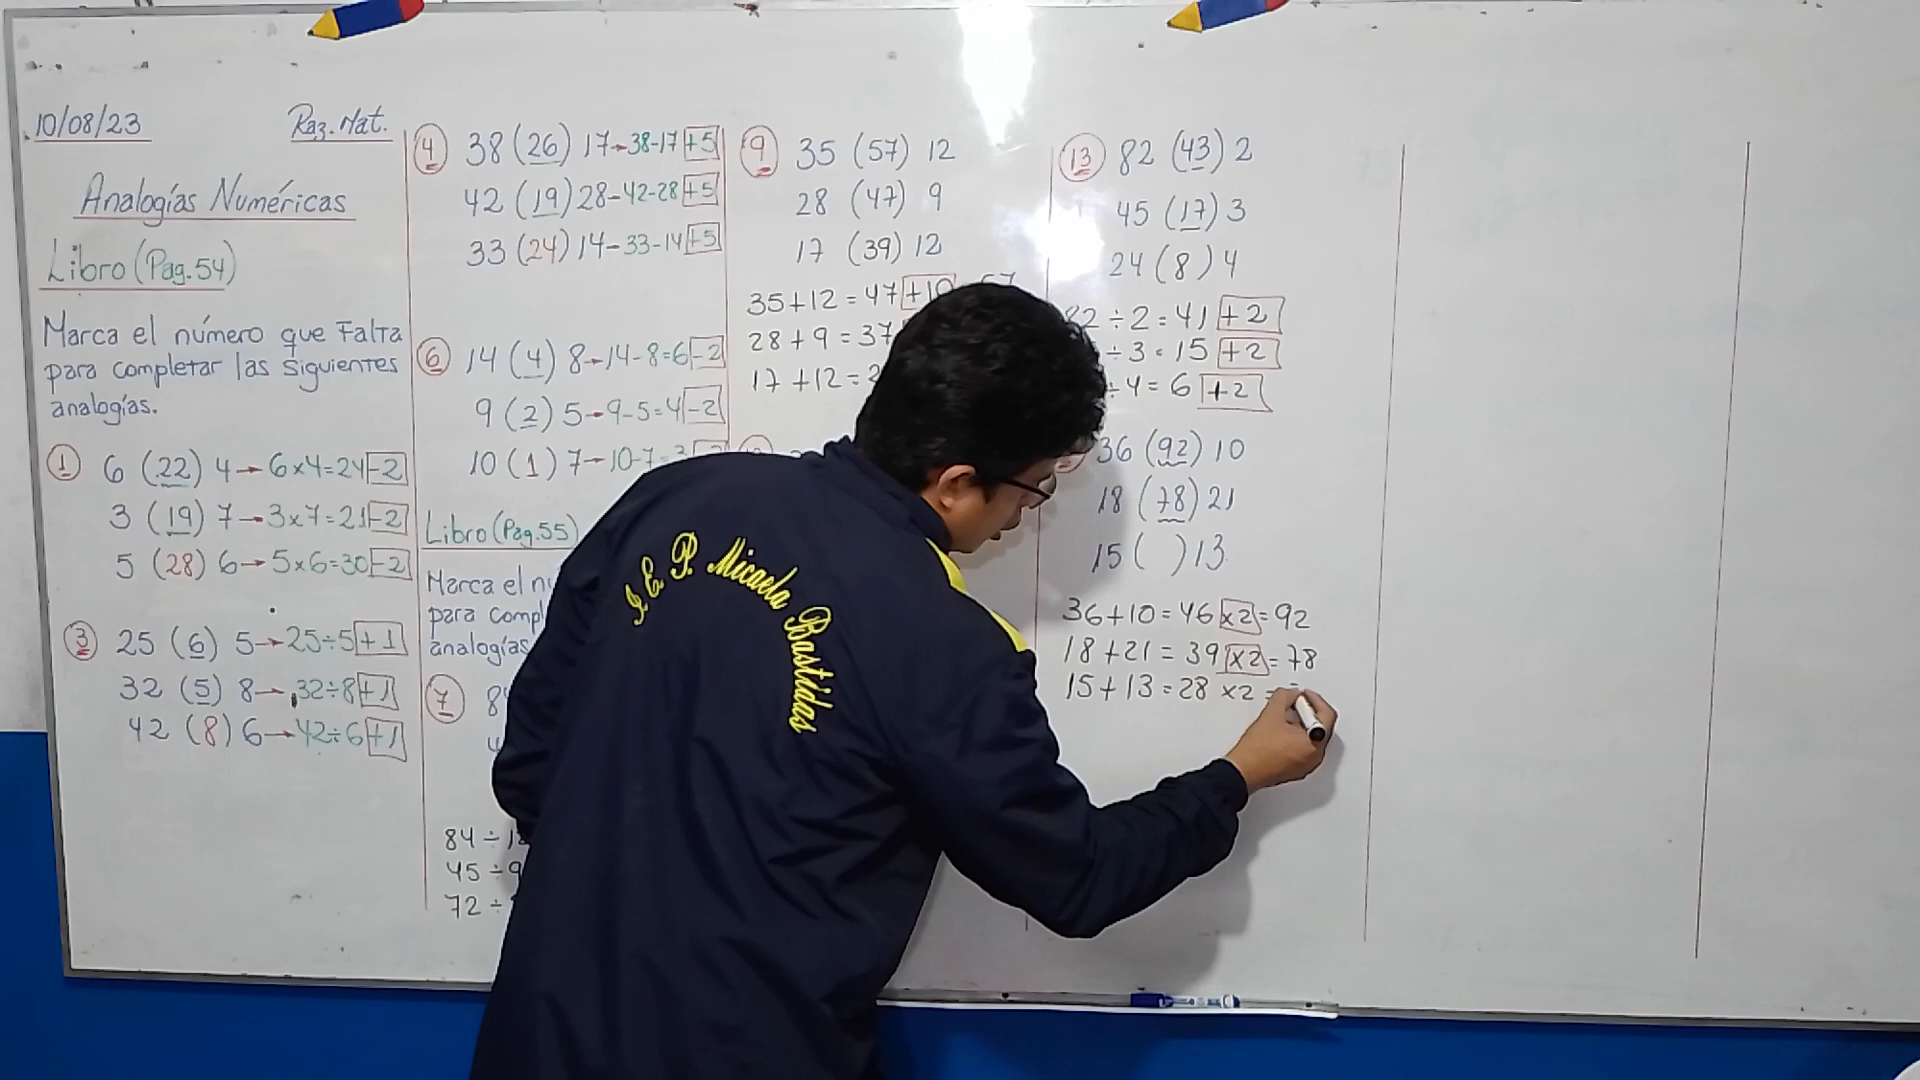 10/08/23
Raz. Mat.
Analogías Numéricas
Libro (Pag. 54)
Marca el número que Falta
para completar las siguientes
analogías.
1 6 (22) 4→6x4=24 -2
3 (19) 7→3x7=21 -2
5 (28) 6→5x6=30 -2
3 25 (6) 5→25÷5 +1
32 (5) 8→32÷8 +1
42 (8) 6→42÷6 +1
4 38 (26) 17→38-17 +5
42 (19) 28-42-28 +5
33 (24) 14-33-14 +5
6 14 (4) 8→14-8=6 -2
9 (2) 5→9-5=4 -2
10 (1) 7→10-7=3
Libro (Pag. 55)
Marca el
para
analogías
7
84÷
45÷9
72÷
9 35 (57) 12
28 (47) 9
17 (39) 12
35+12=47 +10
28+9=37
17+12=
13 82 (43) 2
45 (17) 3
24 (8) 4
82÷2=41 +2
÷3=15 +2
÷4=6 +2
36 (92) 10
18 (78) 21
15 ( ) 13
36+10=46 x2=92
18+21=39 x2=78
15+13=28 x2=
I.E.P. Micaela Bastidas